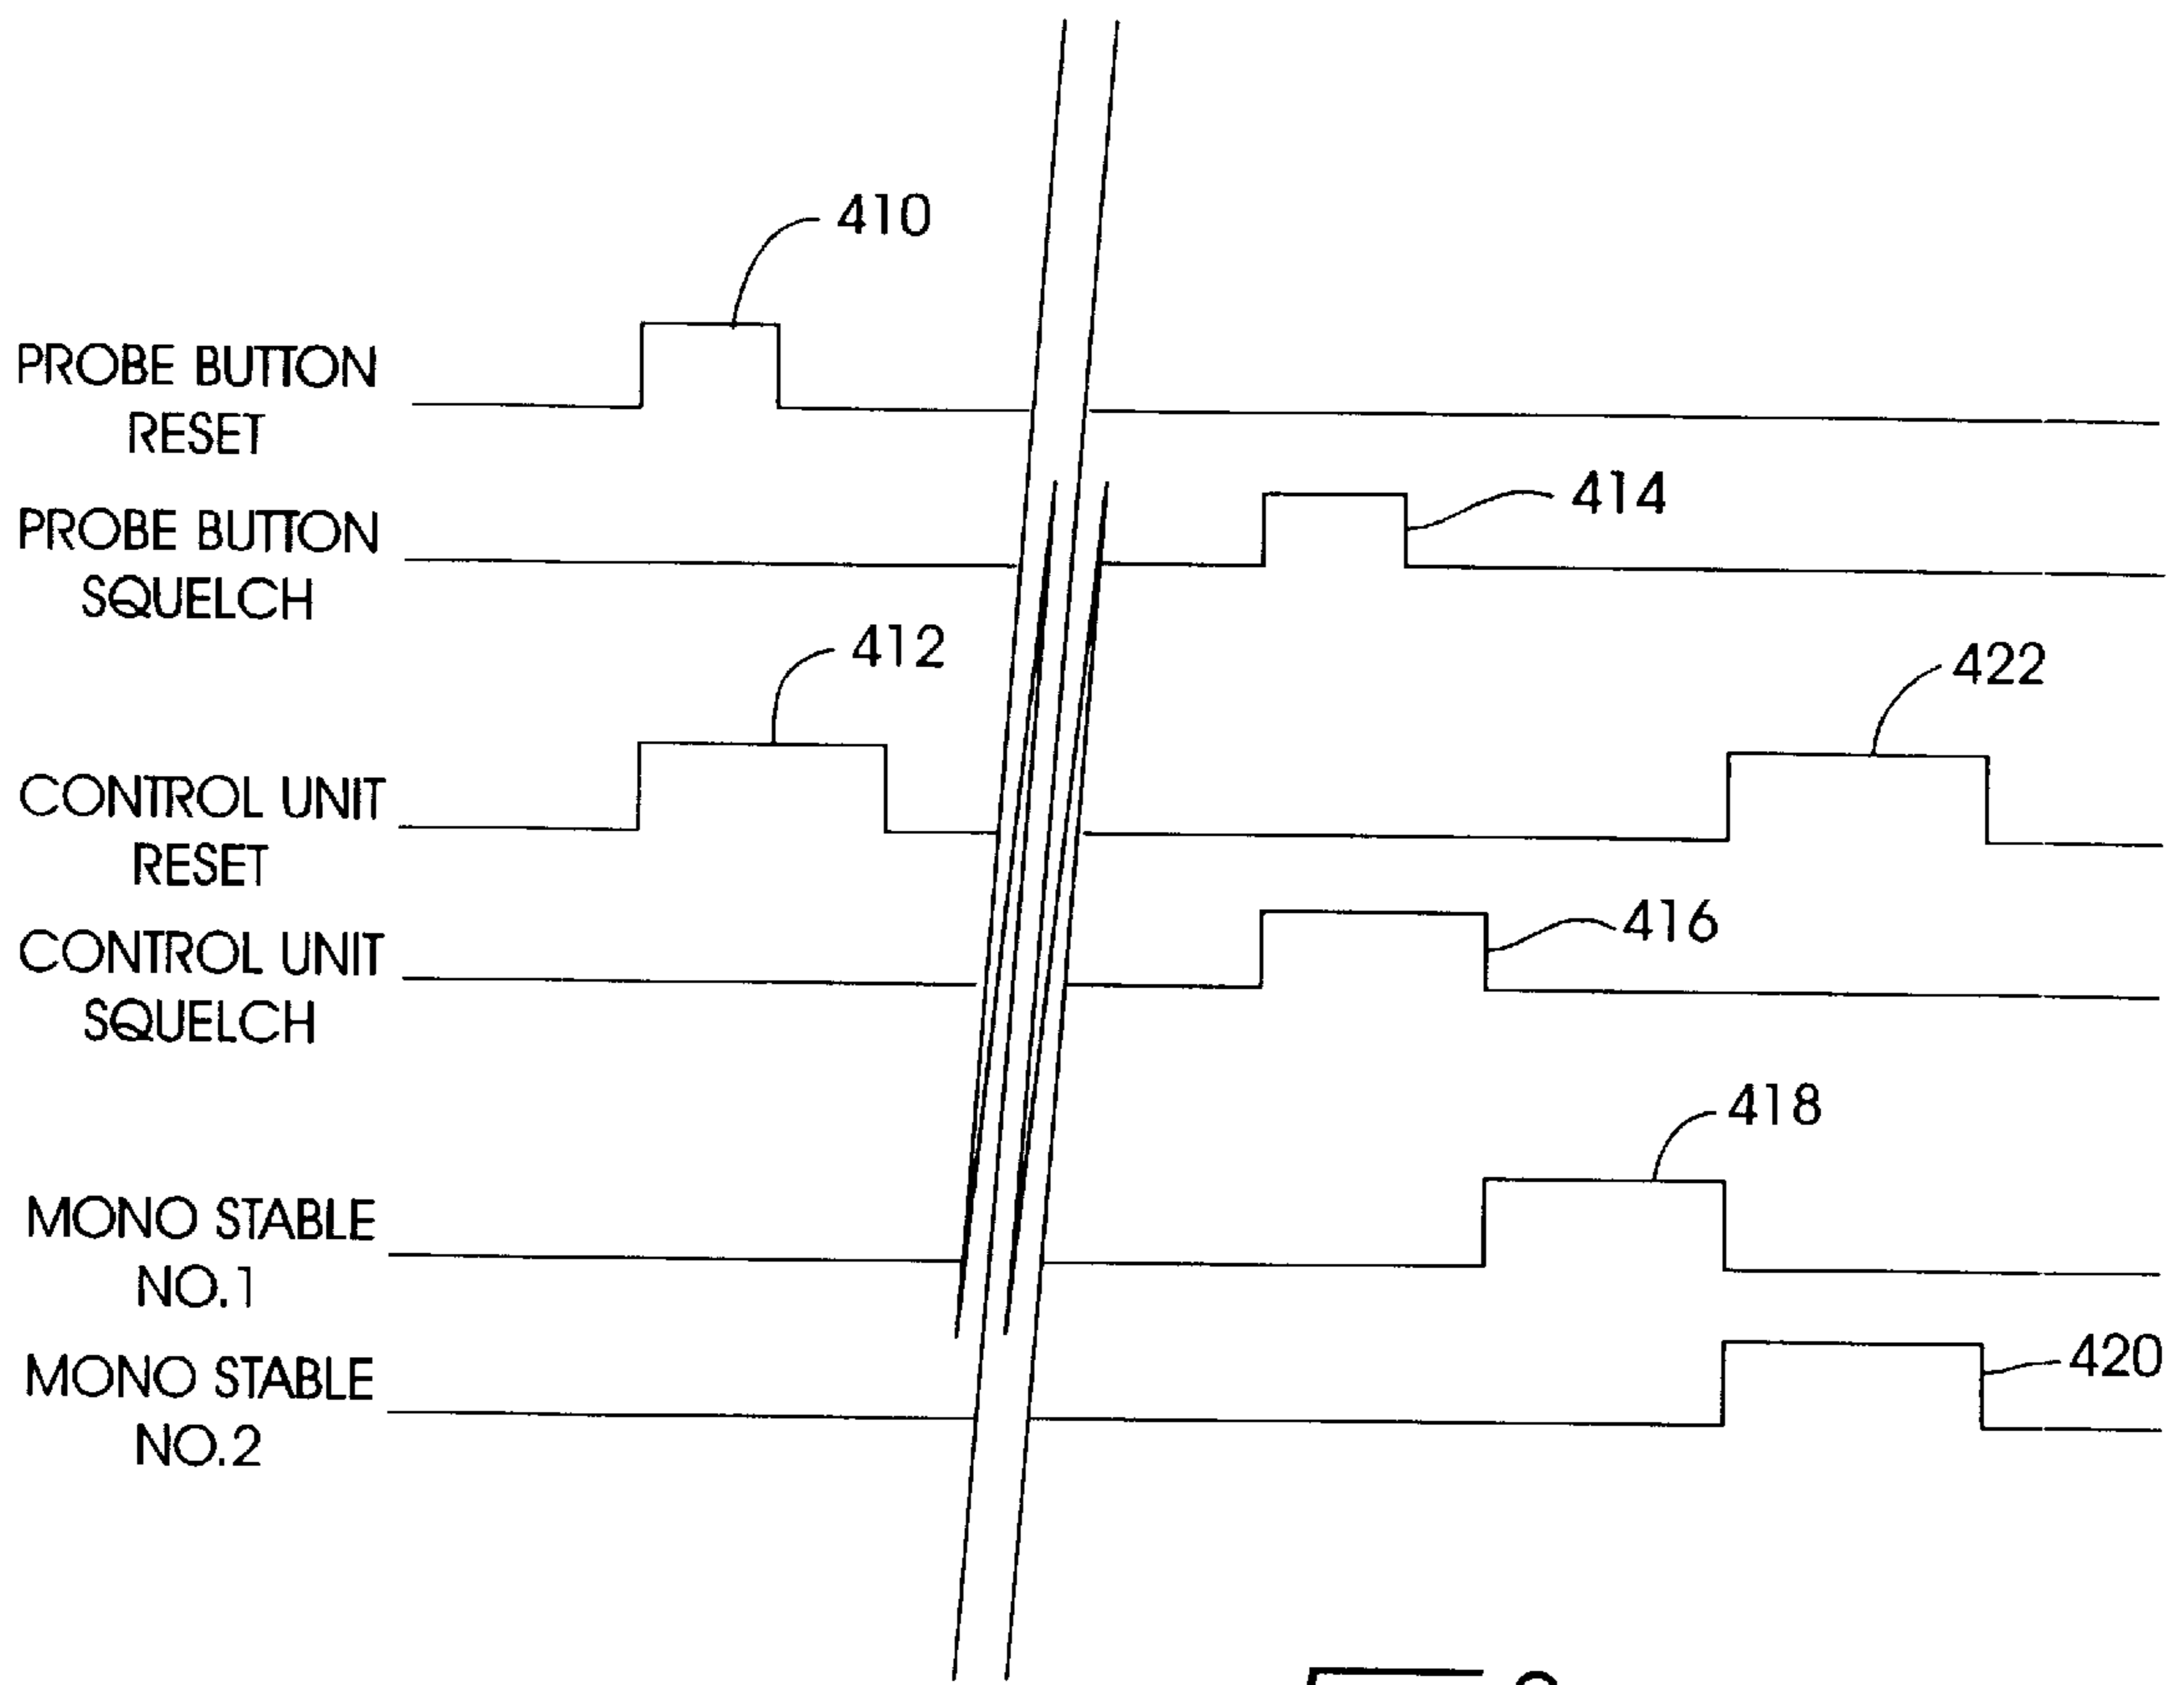 410
PROBE BUTTON
RESET
414
PROBE BUTTON
SQUELCH
412
422
CONTROL UNIT
RESET
416
CONTROL UNIT
SQUELCH
418
MONO STABLE
NO.1
420
MONO STABLE
NO.2